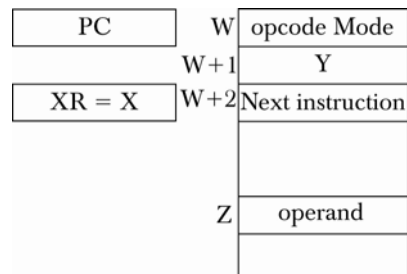 PC W opcode Mode
W+1 Y
XR = X W+2 Next instruction
Z operand